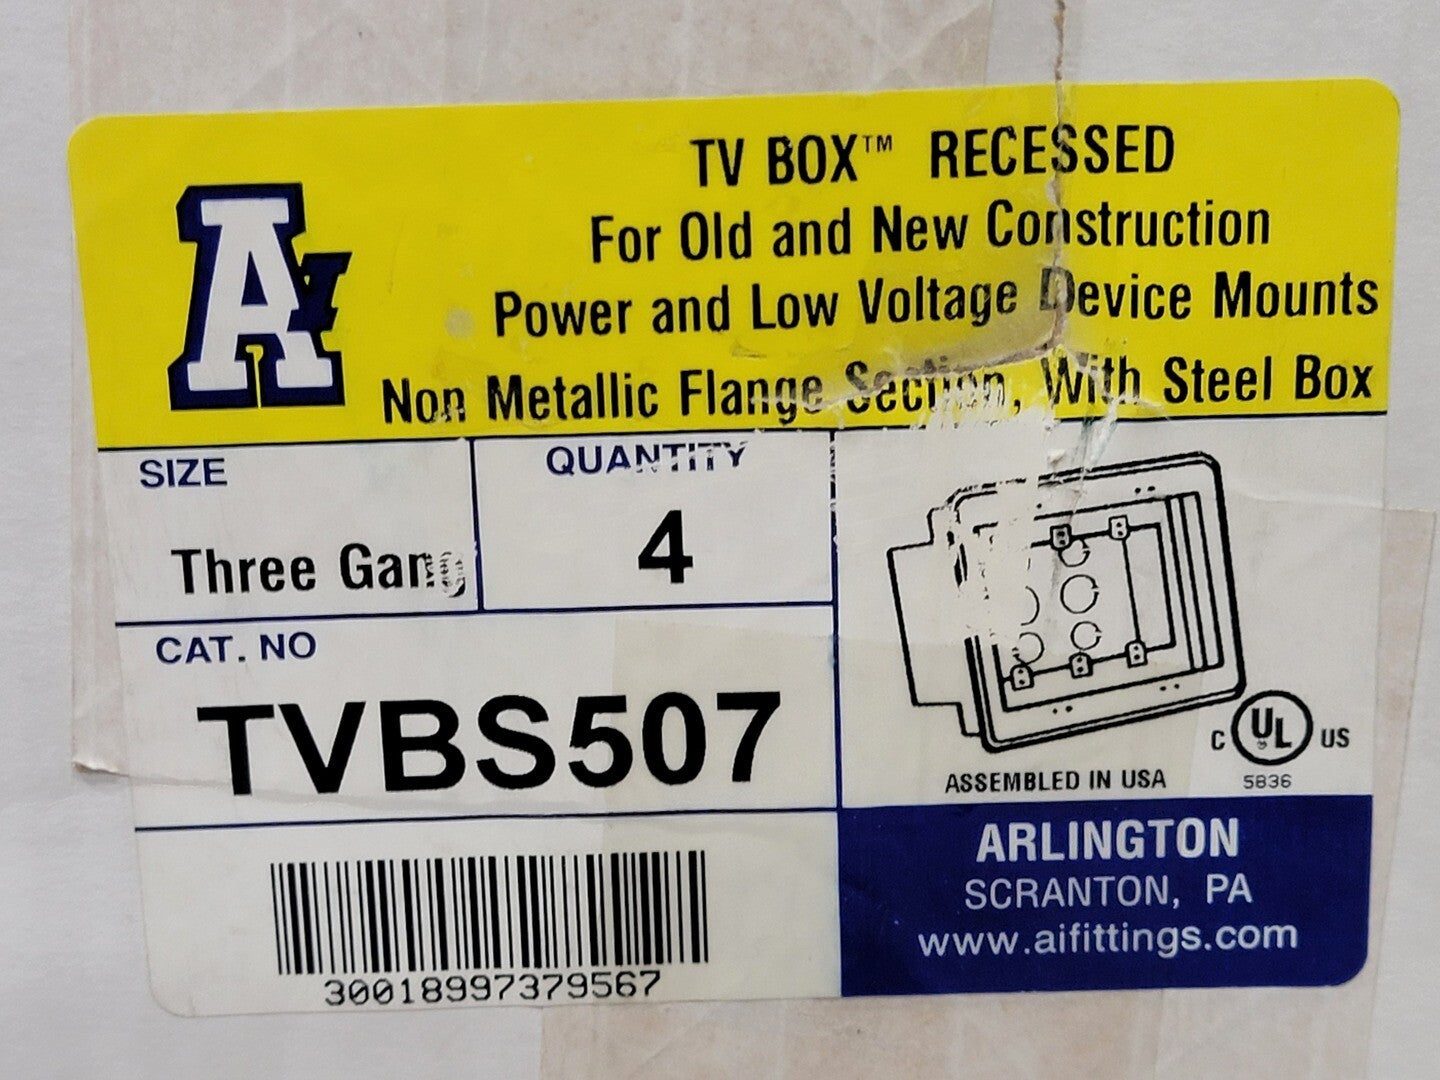 TV BOX™ RECESSED
For Old and New Construction
Power and Low Voltage Device Mounts
Non Metallic Flange Section, With Steel Box
SIZE
Three Gang
QUANTITY
4
CAT. NO
TVBS507
30018997379567
C UL US
5B36
ASSEMBLED IN USA
ARLINGTON
SCRANTON, PA
www.aifittings.com